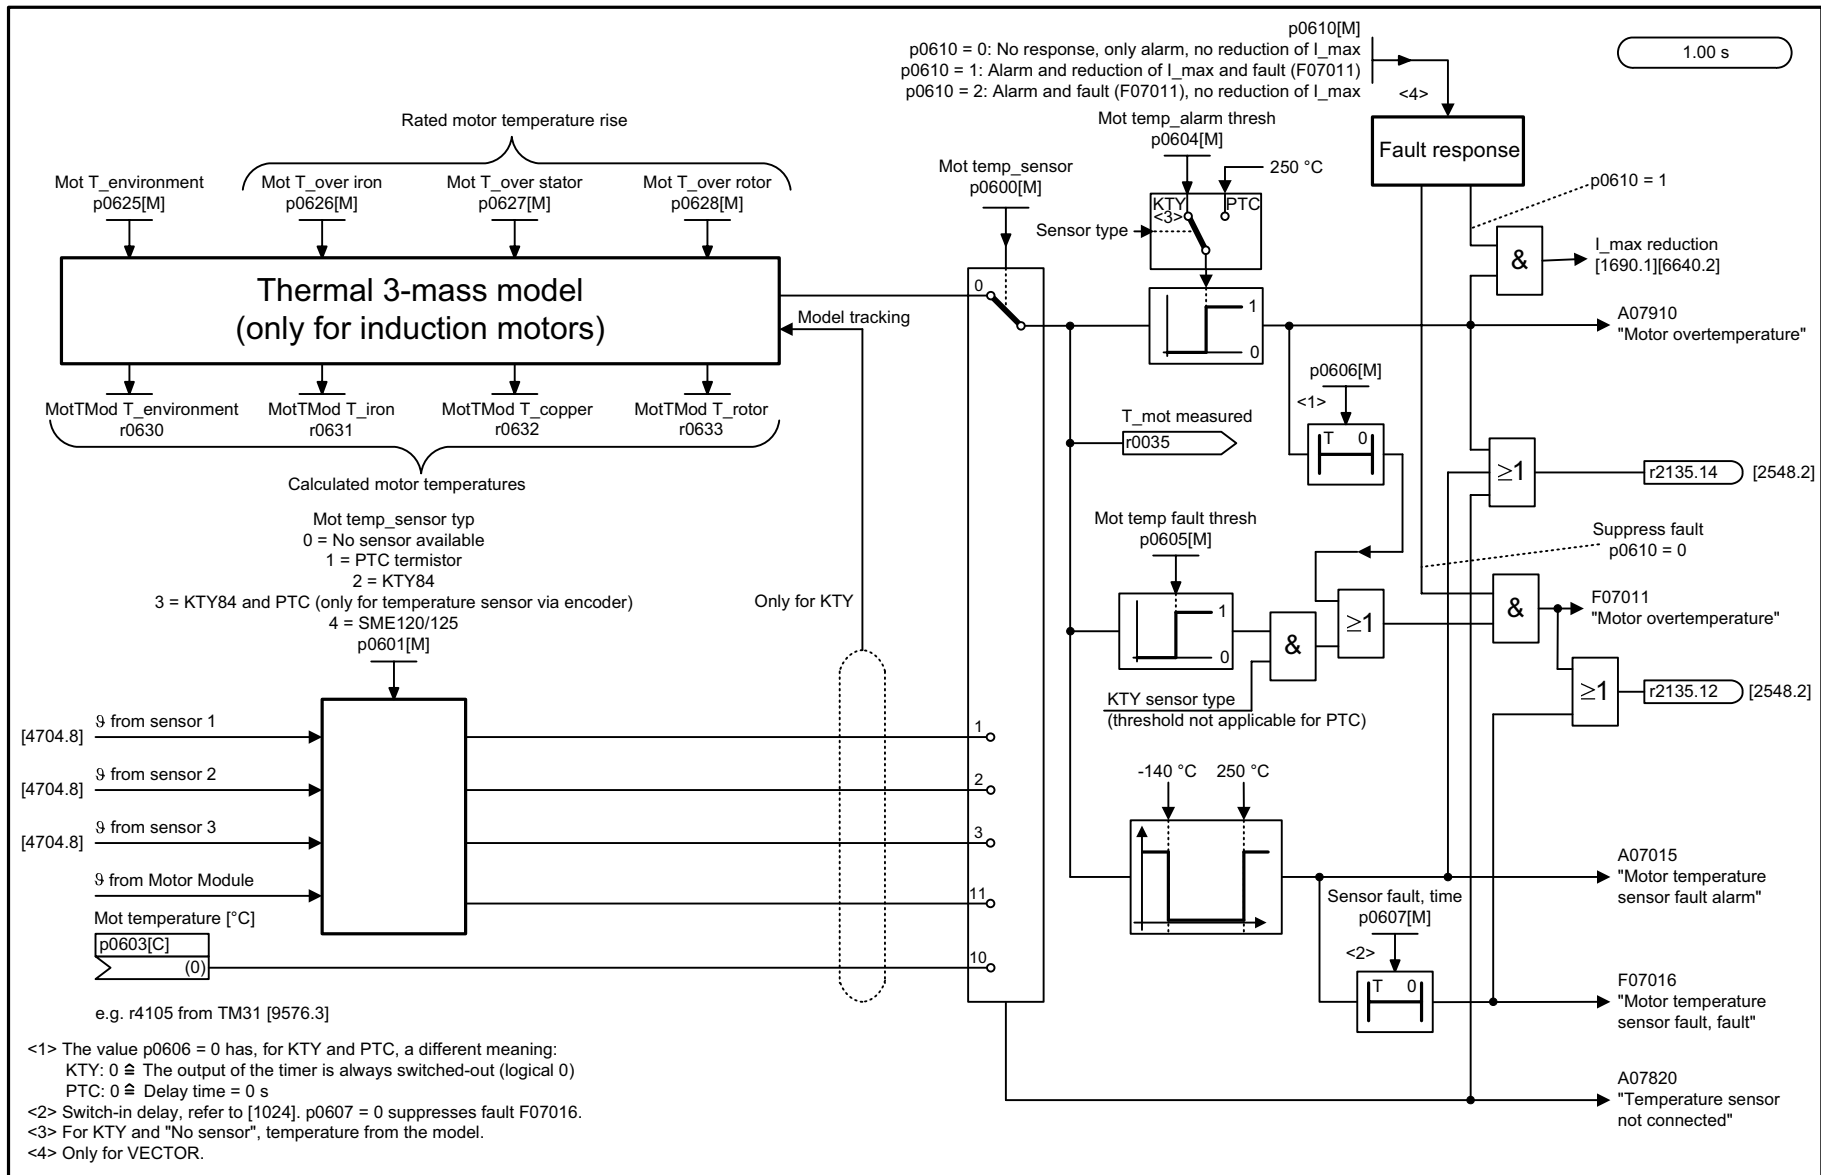 p0610[M]
p0610 = 0: No response, only alarm, no reduction of I_max
p0610 = 1: Alarm and reduction of I_max and fault (F07011)
p0610 = 2: Alarm and fault (F07011), no reduction of I_max
<4>
1.00 s
Fault response
p0610 = 1
&
I_max reduction
[1690.1][6640.2]
Rated motor temperature rise
Mot T_environment
p0625[M]
Mot T_over iron
p0626[M]
Mot T_over stator
p0627[M]
Mot T_over rotor
p0628[M]
Thermal 3-mass model
(only for induction motors)
Model tracking
MotTMod T_environment
r0630
MotTMod T_iron
r0631
MotTMod T_copper
r0632
MotTMod T_rotor
r0633
Calculated motor temperatures
Mot temp_sensor
p0600[M]
0
Mot temp_alarm thresh
p0604[M]
250 °C
KTY
PTC
<3>
Sensor type
1
0
A07910
"Motor overtemperature"
p0606[M]
<1>
T 0
T_mot measured
r0035
≥1
r2135.14
[2548.2]
Mot temp_sensor typ
0 = No sensor available
1 = PTC termistor
2 = KTY84
3 = KTY84 and PTC (only for temperature sensor via encoder)
4 = SME120/125
p0601[M]
Only for KTY
Mot temp fault thresh
p0605[M]
1
0
&
≥1
KTY sensor type
(threshold not applicable for PTC)
Suppress fault
p0610 = 0
&
F07011
"Motor overtemperature"
≥1
r2135.12
[2548.2]
[4704.8]
ϑ from sensor 1
1
[4704.8]
ϑ from sensor 2
2
[4704.8]
ϑ from sensor 3
3
ϑ from Motor Module
11
Mot temperature [°C]
p0603[C]
(0)
10
e.g. r4105 from TM31 [9576.3]
-140 °C
250 °C
A07015
"Motor temperature
sensor fault alarm"
Sensor fault, time
p0607[M]
<2>
T 0
F07016
"Motor temperature
sensor fault, fault"
A07820
"Temperature sensor
not connected"
<1> The value p0606 = 0 has, for KTY and PTC, a different meaning:
KTY: 0 ≙ The output of the timer is always switched-out (logical 0)
PTC: 0 ≙ Delay time = 0 s
<2> Switch-in delay, refer to [1024]. p0607 = 0 suppresses fault F07016.
<3> For KTY and "No sensor", temperature from the model.
<4> Only for VECTOR.